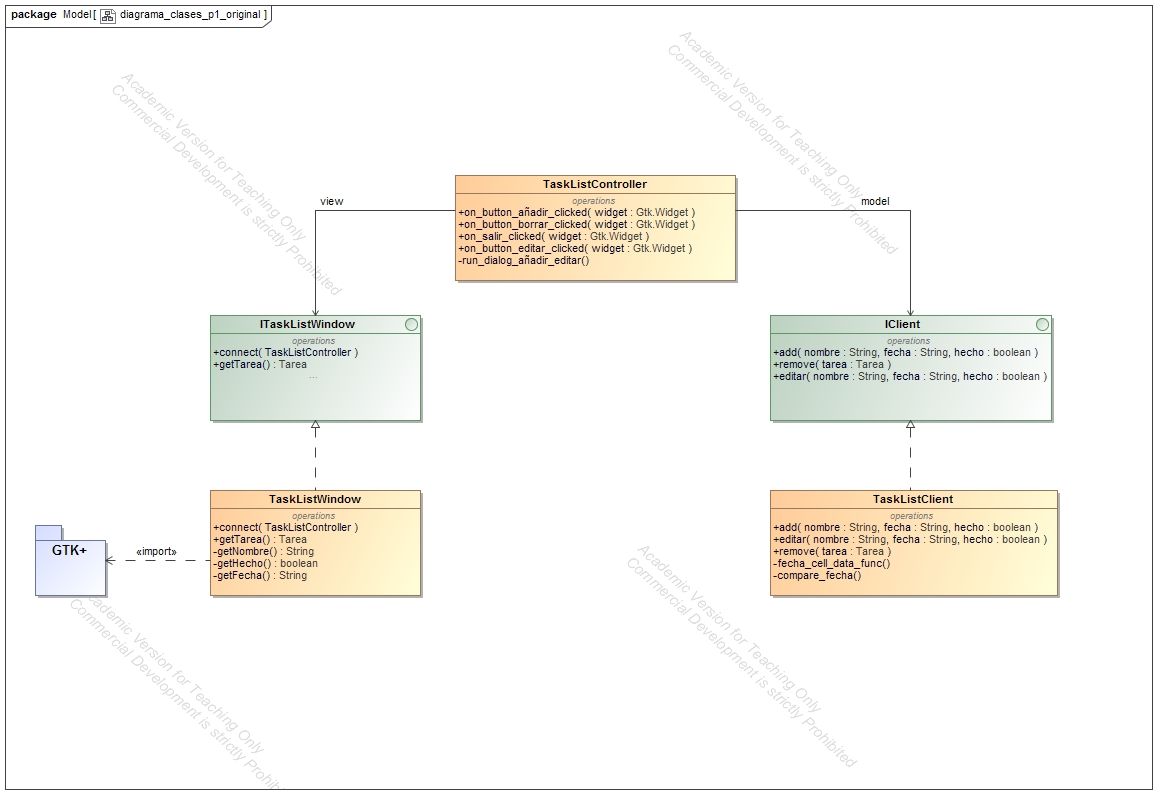 package Model[ diagrama_clases_p1_original ]
Academic Version for Teaching Only
Commercial Development is strictly Prohibited
Academic Version for Teaching Only
Commercial Development is strictly Prohibited
TaskListController
operations
+on_button_añadir_clicked( widget : Gtk.Widget )
+on_button_borrar_clicked( widget : Gtk.Widget )
+on_salir_clicked( widget : Gtk.Widget )
+on_button_editar_clicked( widget : Gtk.Widget )
-run_dialog_añadir_editar()
view
model
ITaskListWindow
operations
+connect( TaskListController )
+getTarea() : Tarea
...
IClient
operations
+add( nombre : String, fecha : String, hecho : boolean )
+remove( tarea : Tarea )
+editar( nombre : String, fecha : String, hecho : boolean )
TaskListWindow
operations
+connect( TaskListController )
+getTarea() : Tarea
-getNombre() : String
-getHecho() : boolean
-getFecha() : String
«import»
GTK+
TaskListClient
operations
+add( nombre : String, fecha : String, hecho : boolean )
+editar( nombre : String, fecha : String, hecho : boolean )
+remove( tarea : Tarea )
-fecha_cell_data_func()
-compare_fecha()
Academic Version for Teaching Only
Commercial Development is strictly Prohib
Academic Version for Teaching Only
Commercial Development is strictly Prohibited